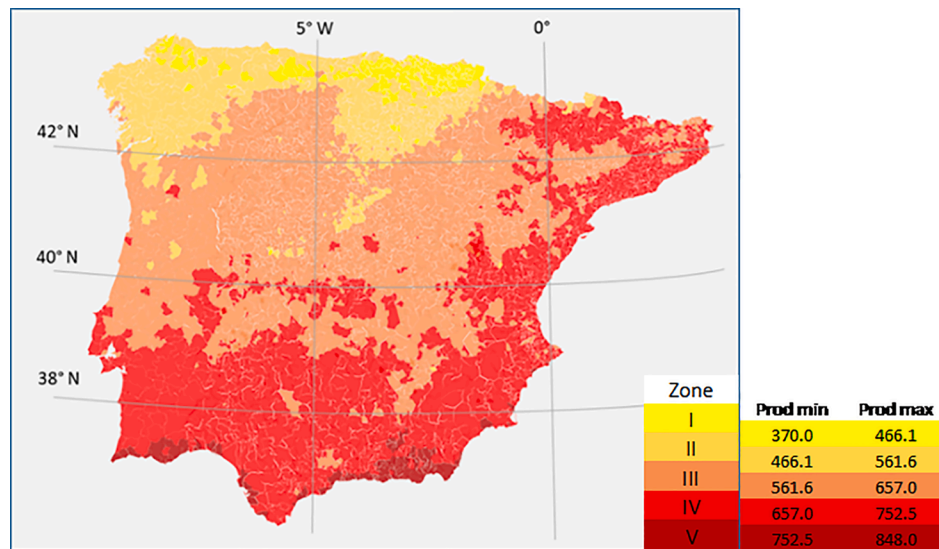 5° W
0°
42° N
40° N
38° N
Zone
Prod min Prod max
I
370.0 466.1
II
466.1 561.6
III
561.6 657.0
IV
657.0 752.5
V
752.5 848.0